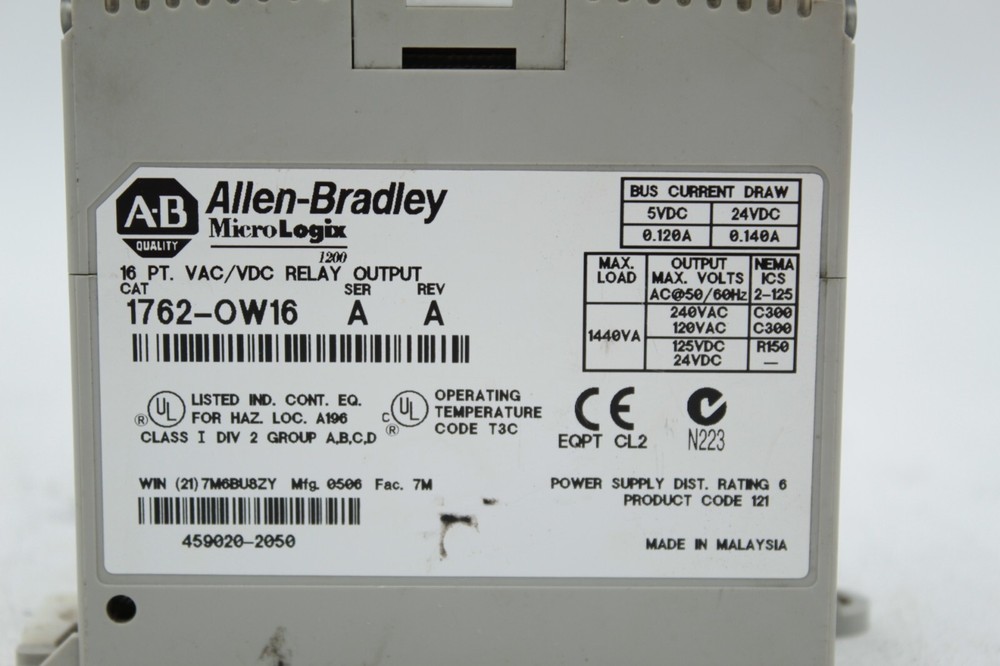 A·B
QUALITY
Allen-Bradley
MicroLogix
1200
16 PT. VAC/VDC RELAY OUTPUT
CAT SER REV
1762-OW16 A A
BUS CURRENT DRAW
5VDC 24VDC
0.120A 0.140A
MAX. LOAD OUTPUT MAX. VOLTS AC@50/60Hz NEMA ICS 2-125
1440VA
240VAC C300
120VAC C300
125VDC R150
24VDC —
UL ® LISTED IND. CONT. EQ.
FOR HAZ. LOC. A196
CLASS I DIV 2 GROUP A,B,C,D
C UL ® OPERATING
TEMPERATURE
CODE T3C
CE
EQPT CL2
N223
WIN (21)7M6BU8ZY Mfg. 0506 Fac. 7M
459020-2050
POWER SUPPLY DIST. RATING 6
PRODUCT CODE 121
MADE IN MALAYSIA